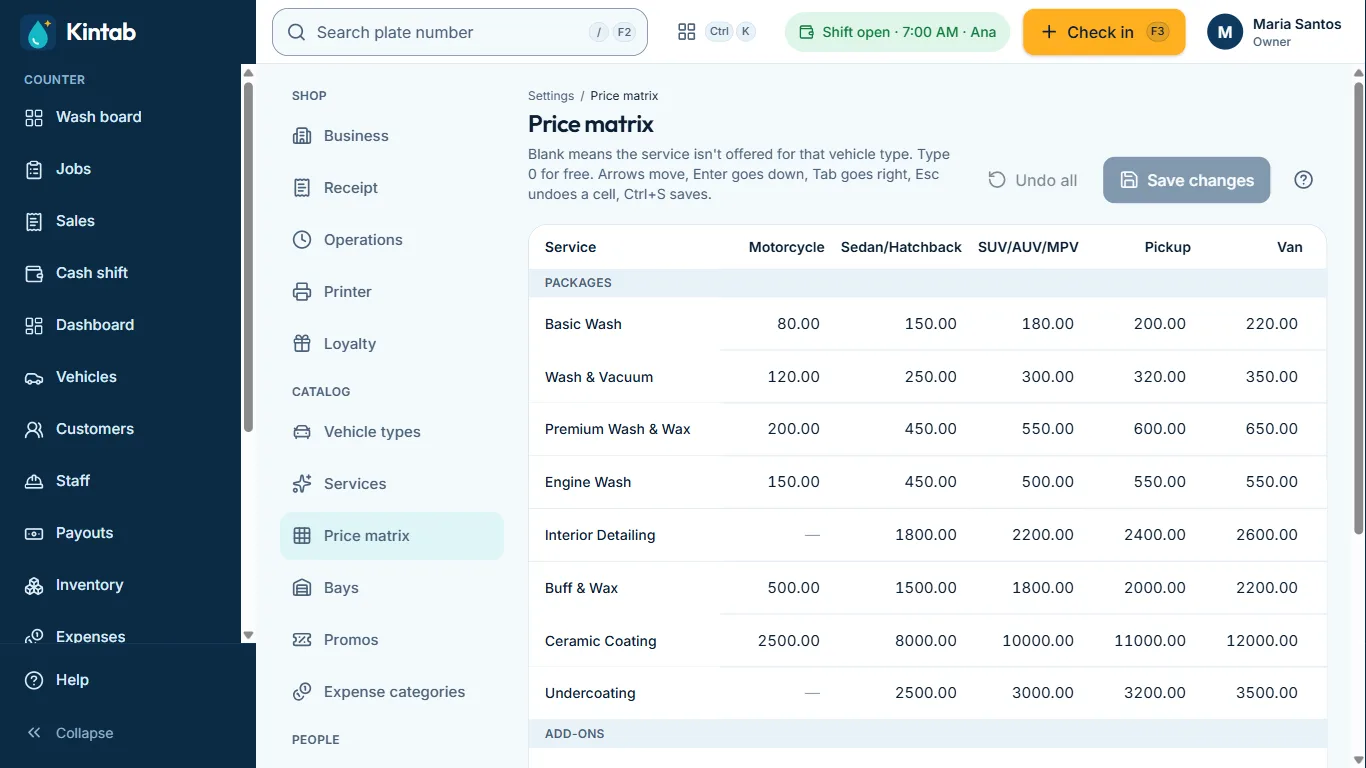 Kintab
Search plate number
/ F2
Ctrl K
Shift open · 7:00 AM · Ana
Check in F3
M
Maria Santos
Owner
COUNTER
Wash board
Jobs
Sales
Cash shift
Dashboard
Vehicles
Customers
Staff
Payouts
Inventory
Expenses
Help
Collapse
SHOP
Business
Receipt
Operations
Printer
Loyalty
CATALOG
Vehicle types
Services
Price matrix
Bays
Promos
Expense categories
PEOPLE
Settings / Price matrix
Price matrix
Blank means the service isn't offered for that vehicle type. Type
0 for free. Arrows move, Enter goes down, Tab goes right, Esc
undoes a cell, Ctrl+S saves.
Undo all
Save changes
Service Motorcycle Sedan/Hatchback SUV/AUV/MPV Pickup Van
PACKAGES
Basic Wash 80.00 150.00 180.00 200.00 220.00
Wash & Vacuum 120.00 250.00 300.00 320.00 350.00
Premium Wash & Wax 200.00 450.00 550.00 600.00 650.00
Engine Wash 150.00 450.00 500.00 550.00 550.00
Interior Detailing — 1800.00 2200.00 2400.00 2600.00
Buff & Wax 500.00 1500.00 1800.00 2000.00 2200.00
Ceramic Coating 2500.00 8000.00 10000.00 11000.00 12000.00
Undercoating — 2500.00 3000.00 3200.00 3500.00
ADD-ONS